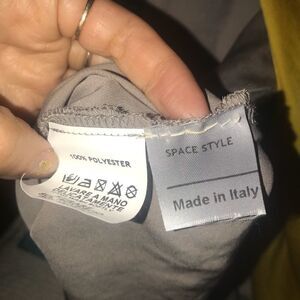 100% POLYESTER
LAVARE A MANO
DELICATAMENTE
SPACE STYLE
Made in Italy